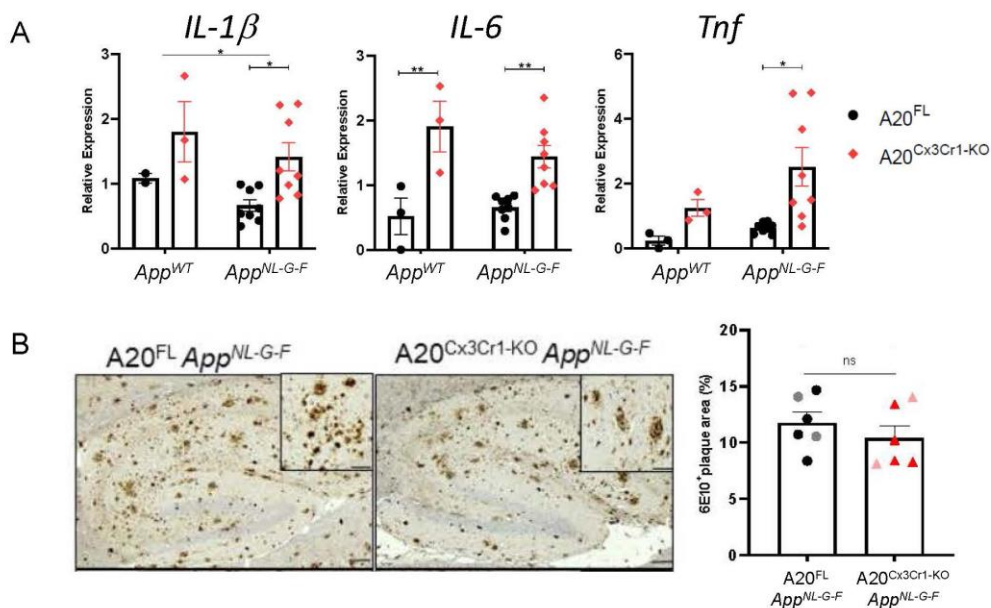 A
IL-1β
IL-6
Tnf
Relative Expression
3
2
1
0
*
*
App^WT
App^NL-G-F
Relative Expression
3
2
1
0
**
**
App^WT
App^NL-G-F
Relative Expression
6
4
2
0
*
App^WT
App^NL-G-F
A20^FL
A20^Cx3Cr1-KO
B
A20^FL App^NL-G-F
A20^Cx3Cr1-KO App^NL-G-F
6E10⁺plaque area (%)
20
15
10
5
0
ns
A20^FL
App^NL-G-F
A20^Cx3Cr1-KO
App^NL-G-F